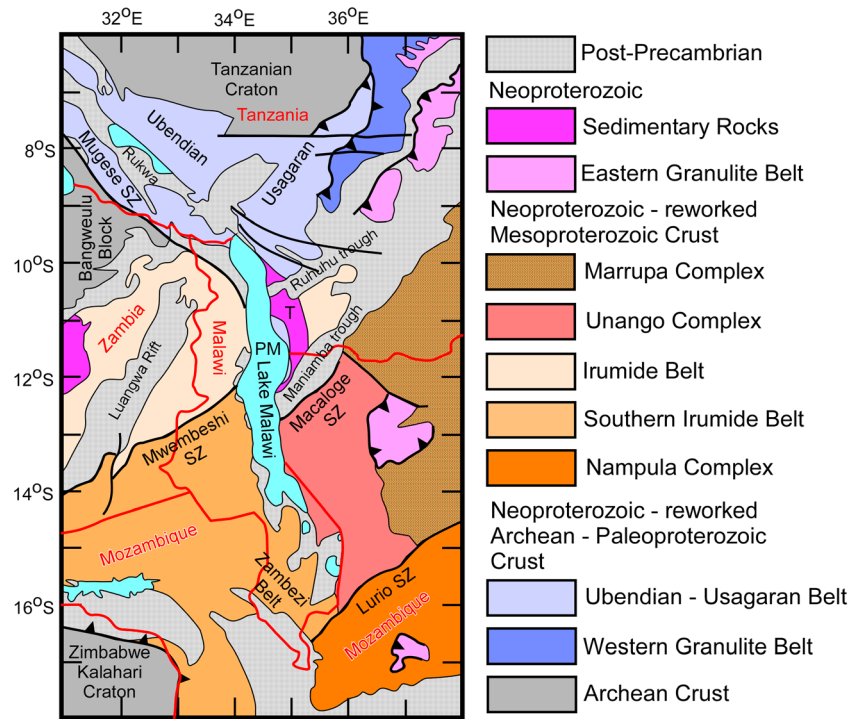 32°E 34°E 36°E
8°S
10°S
12°S
14°S
16°S
Tanzanian
Craton
Tanzania
Ubendian
Usagaran
Rukwa
Mugese SZ
Bangweulu
Block
Ruhuhu trough
Zambia
Malawi
T
PM
Lake Malawi
Maniamba trough
Luangwa Rift
Macaloge
SZ
Mwembeshi
SZ
Mozambique
Zambezi
Belt
Lurio SZ
Mozambique
Zimbabwe
Kalahari
Craton
Post-Precambrian
Neoproterozoic
Sedimentary Rocks
Eastern Granulite Belt
Neoproterozoic - reworked
Mesoproterozoic Crust
Marrupa Complex
Unango Complex
Irumide Belt
Southern Irumide Belt
Nampula Complex
Neoproterozoic - reworked
Archean - Paleoproterozoic
Crust
Ubendian - Usagaran Belt
Western Granulite Belt
Archean Crust